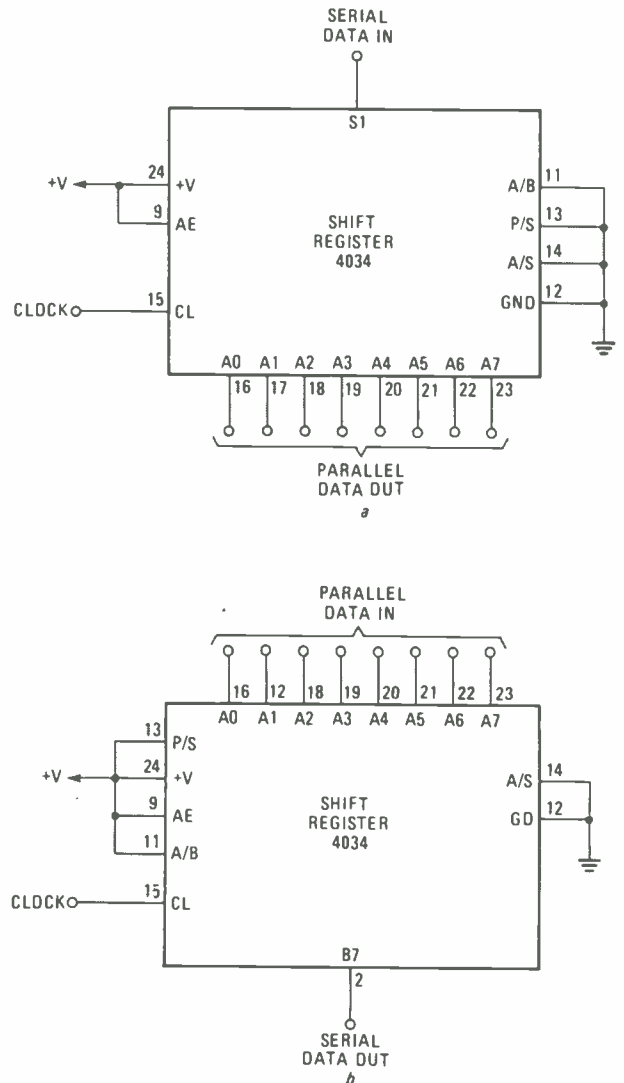 SERIAL
DATA IN
S1
24
+V
+V
9
AE
15
CLOCK
CL
SHIFT
REGISTER
4034
11
A/B
13
P/S
14
A/S
12
GND
A0 A1 A2 A3 A4 A5 A6 A7
16 17 18 19 20 21 22 23
PARALLEL
DATA OUT
a
PARALLEL
DATA IN
16 12 18 19 20 21 22 23
A0 A1 A2 A3 A4 A5 A6 A7
13
P/S
24
+V
+V
9
AE
11
A/B
15
CLOCK
CL
SHIFT
REGISTER
4034
14
A/S
12
GD
B7
2
SERIAL
DATA OUT
b